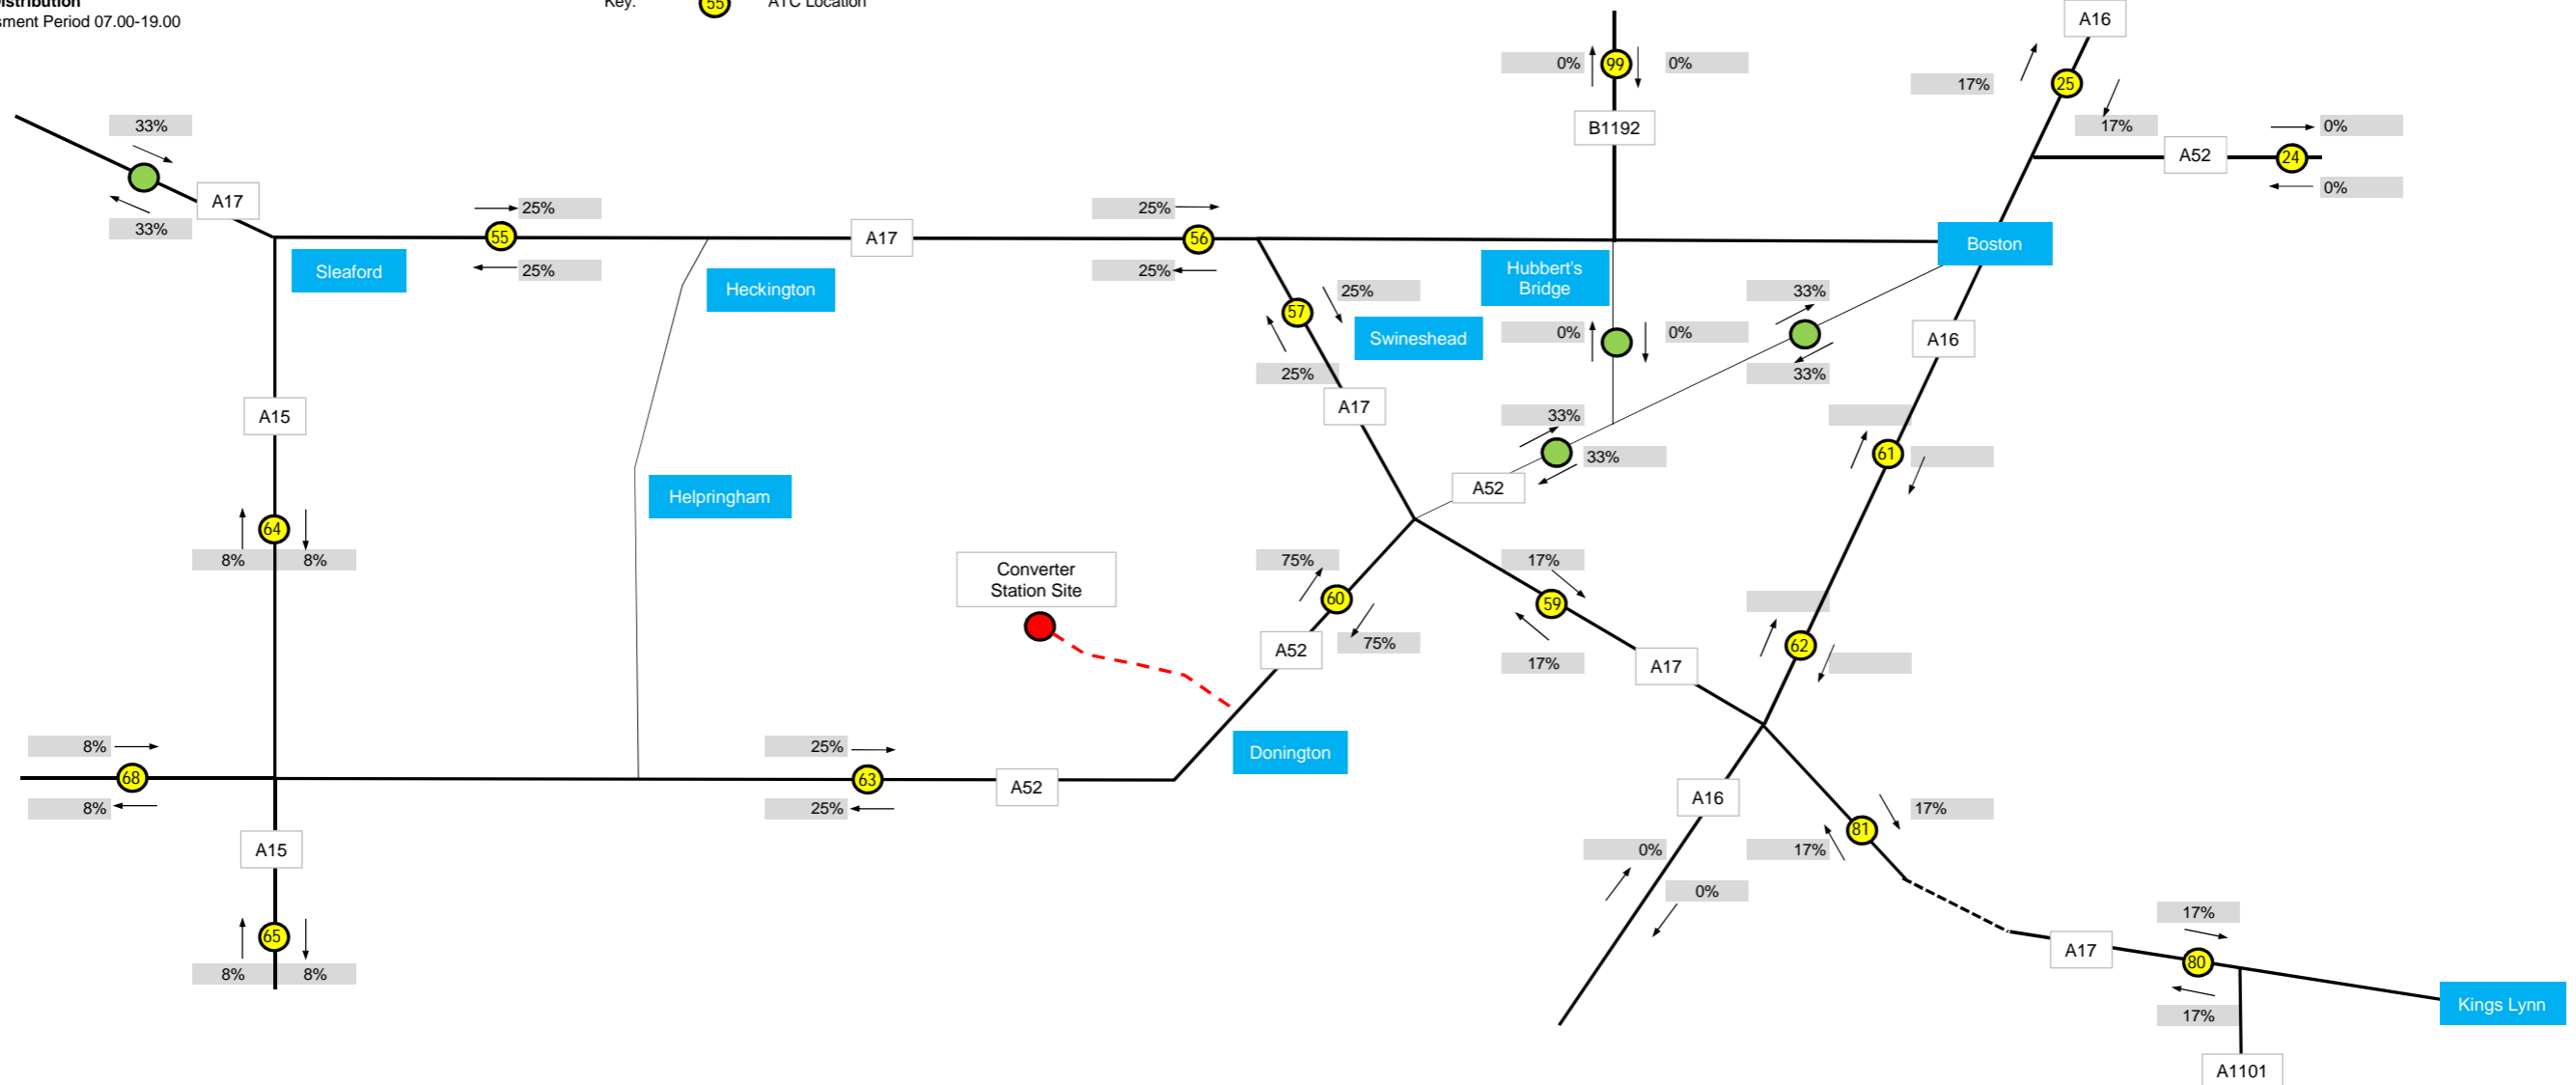 Distribution
Key:
55
ATC Location
sment Period 07.00-19.00
A16
0%
99
0%
17%
25
33%
B1192
17%
0%
A52
24
0%
A17
33%
25%
55
25%
A17
25%
56
25%
Boston
Sleaford
Heckington
Hubbert's
Bridge
57
25%
Swineshead
25%
0%
0%
33%
33%
A16
A15
A17
33%
33%
A52
61
Helpringham
64
8%
8%
Converter
Station Site
75%
60
75%
A52
17%
59
17%
A17
62
8%
68
8%
25%
63
25%
A52
Donington
A16
17%
81
17%
0%
0%
A15
65
8%
8%
17%
A17
80
17%
Kings Lynn
A1101